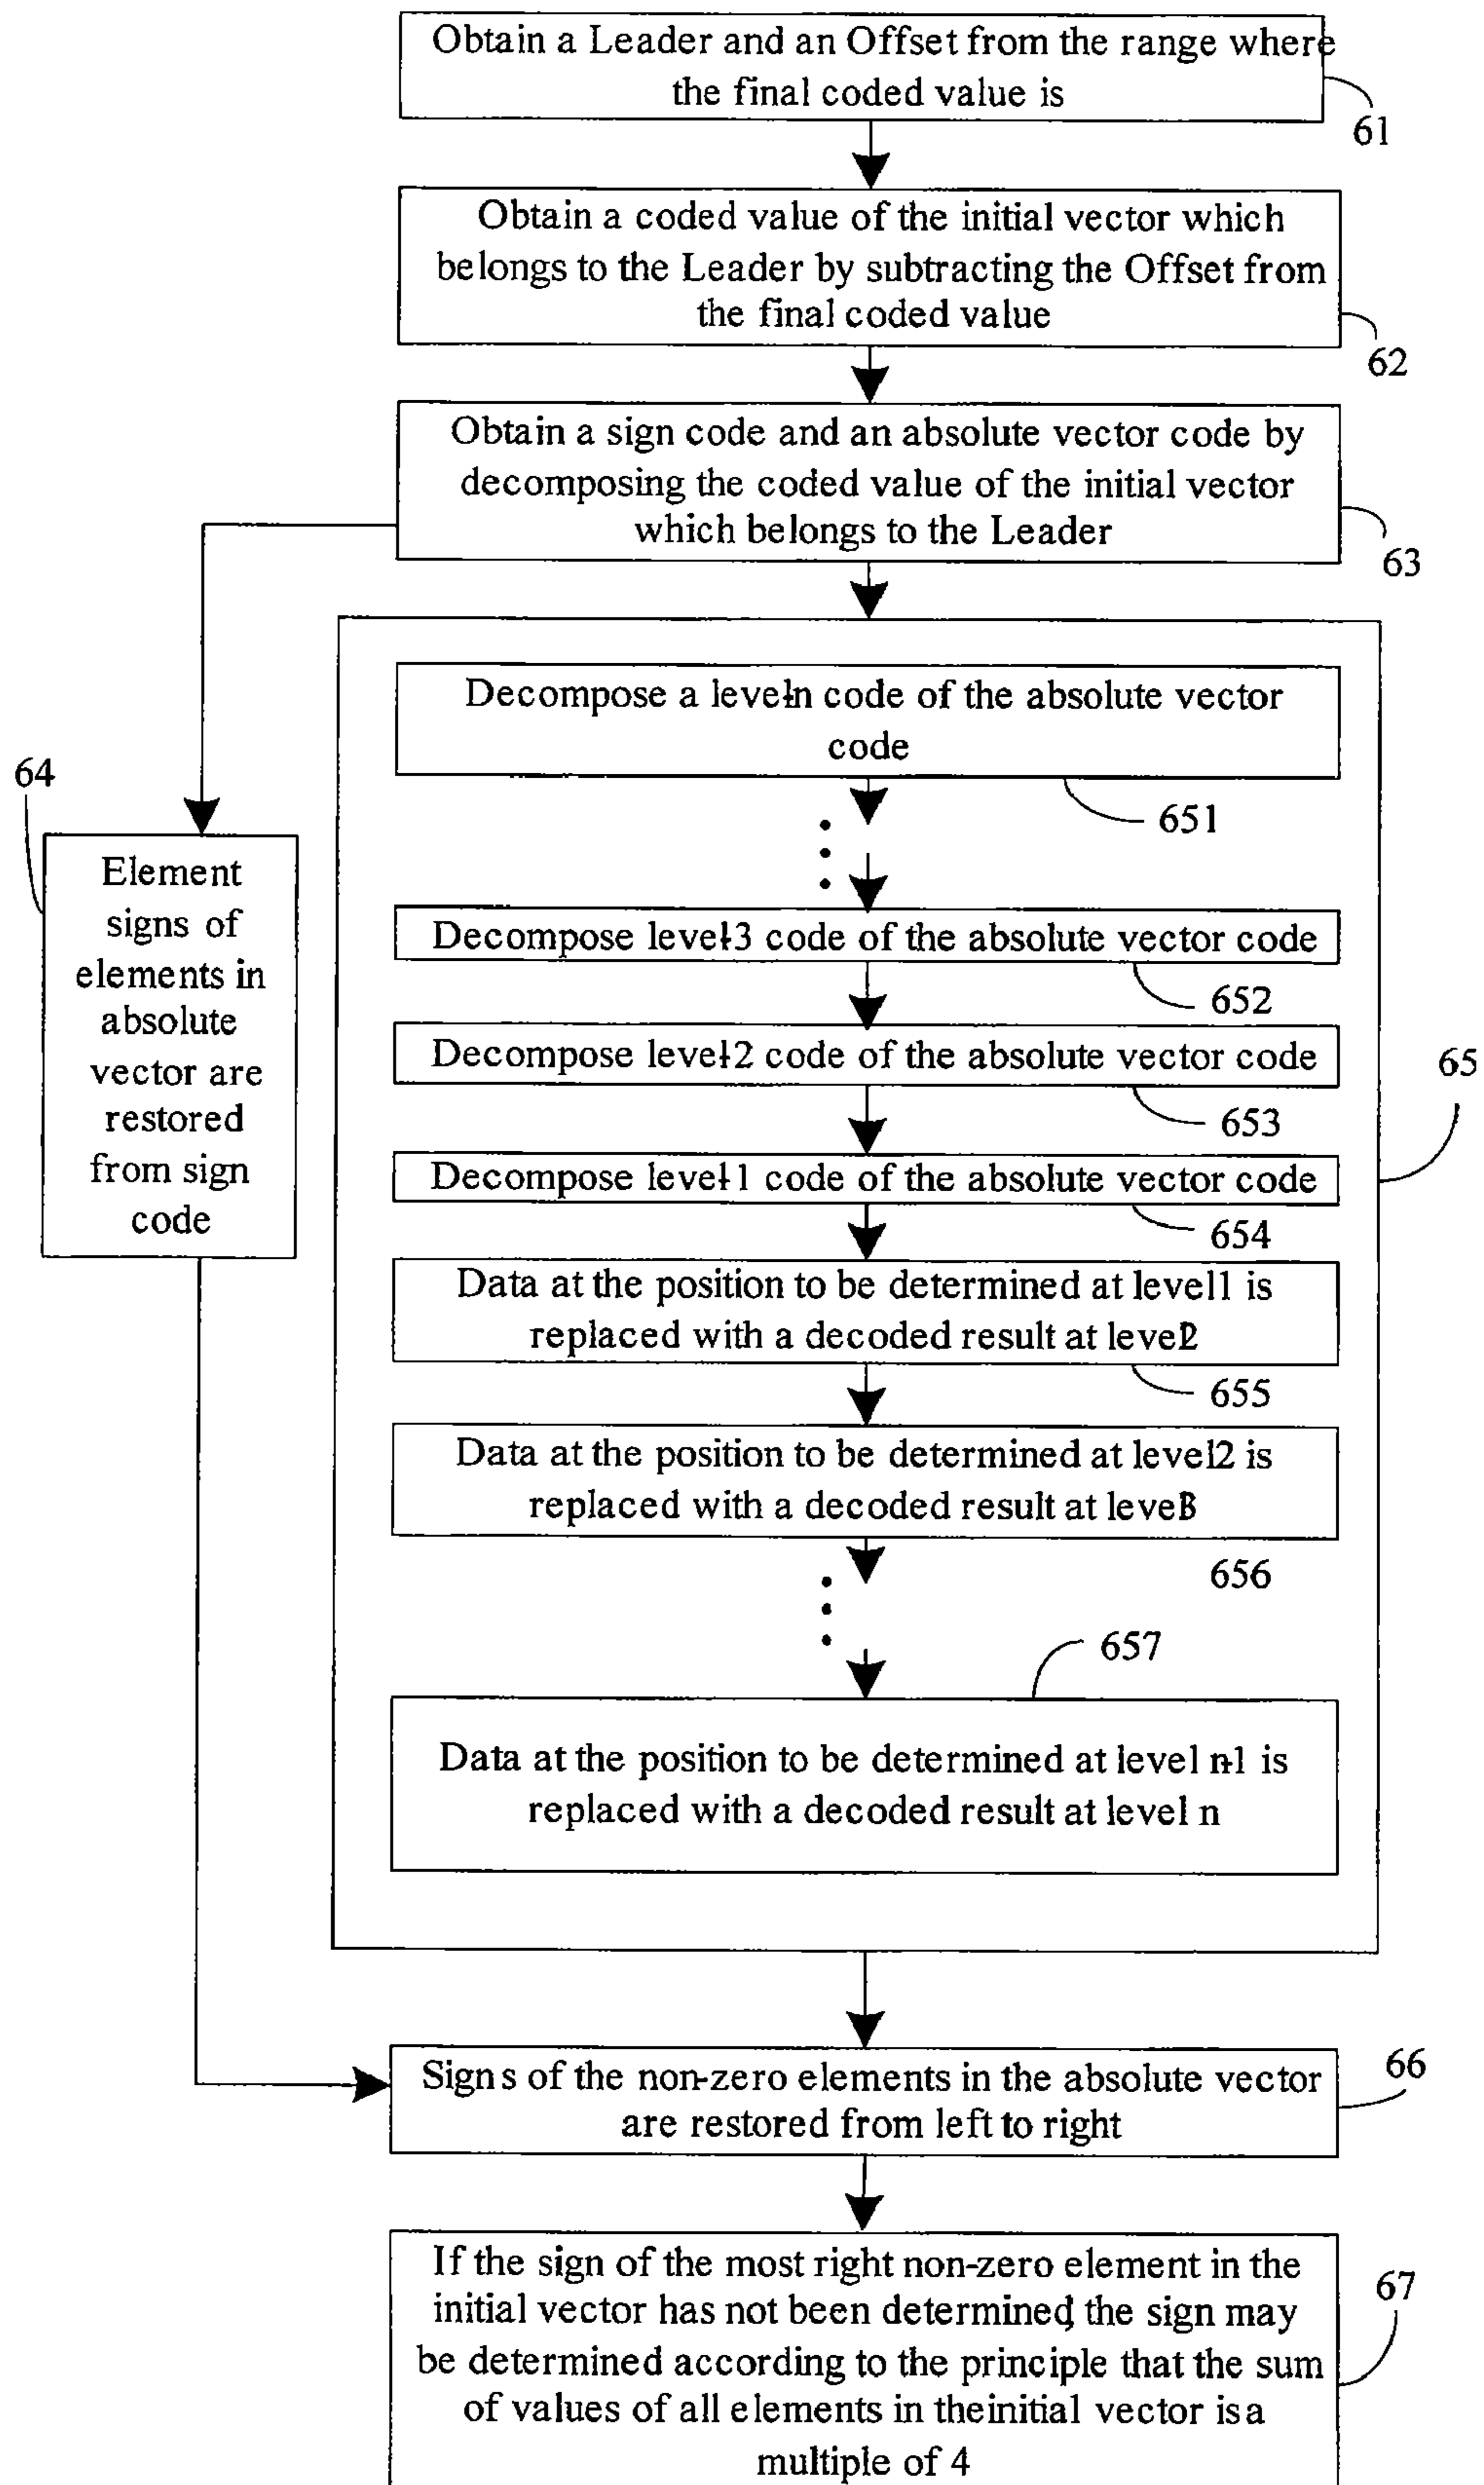 Obtain a Leader and an Offset from the range where
the final coded value is
61
Obtain a coded value of the initial vector which
belongs to the Leader by subtracting the Offset from
the final coded value
62
Obtain a sign code and an absolute vector code by
decomposing the coded value of the initial vector
which belongs to the Leader
63
64
Element
signs of
elements in
absolute
vector are
restored
from sign
code
65
Decompose a level-n code of the absolute vector
code
651
Decompose level-3 code of the absolute vector code
652
Decompose level-2 code of the absolute vector code
653
Decompose level-1 code of the absolute vector code
654
Data at the position to be determined at level 1 is
replaced with a decoded result at level 2
655
Data at the position to be determined at level 2 is
replaced with a decoded result at level 3
656
657
Data at the position to be determined at level n-1 is
replaced with a decoded result at level n
Signs of the non-zero elements in the absolute vector
are restored from left to right
66
If the sign of the most right non-zero element in the
initial vector has not been determined, the sign may
be determined according to the principle that the sum
of values of all elements in the initial vector is a
multiple of 4
67